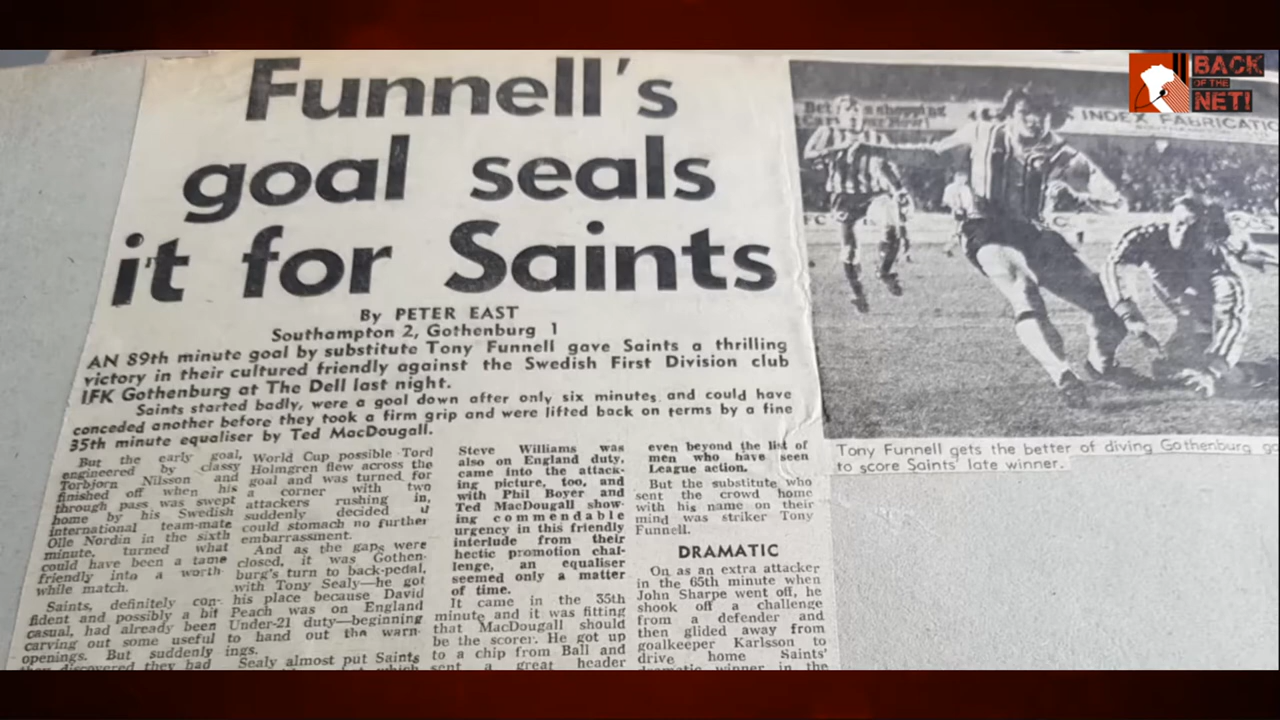 Funnell's
goal seals
it for Saints
By PETER EAST
Southampton 2, Gothenburg 1
AN 89th minute goal by substitute Tony Funnell gave Saints a thrilling
victory in their cultured friendly against the Swedish First Division club
IFK Gothenburg at The Dell last night.
Saints started badly, were a goal down after only six minutes and could have
conceded another before they took a firm grip and were lifted back on terms by a fine
35th minute equaliser by Ted MacDougall.
But the early goal,
engineered by classy
Torbjorn Nilsson and
finished off when his
through pass was swept
home by his Swedish
international team-mate
Olle Nordin in the sixth
minute, turned what
could have been a tame
friendly into a worth-
while match.
Saints, definitely con-
fident and possibly a bit
casual, had already been
carving out some useful
openings. But suddenly
they discovered they had
World Cup possible Tord
Holmgren flew across the
goal and was turned for
a corner with two
attackers rushing in,
suddenly decided
could stomach no further
embarrassment.
And as the gaps were
closed, it was Gothen-
burg's turn to back-pedal,
with Tony Sealy—he got
his place because David
Peach was on England
Under-21 duty—beginning
to hand out the warn-
ings.
Sealy almost put Saints
which
Steve Williams was
also on England duty,
came into the attack-
ing picture, too, and
with Phil Boyer and
Ted MacDougall show-
ing commendable
urgency in this friendly
interlude from their
hectic promotion chal-
lenge, an equaliser
seemed only a matter
of time.
It came in the 35th
minute and it was fitting
that MacDougall should
be the scorer. He got up
to a chip from Ball and
sent a great header
even beyond the list of
men who have seen
League action.
But the substitute who
sent the crowd home
with his name on their
mind was striker Tony
Funnell.
DRAMATIC
On as an extra attacker
in the 65th minute when
John Sharpe went off, he
shook off a challenge
from a defender and
then glided away from
goalkeeper Karlsson to
drive home Saints'
dramatic winner in the
BACK
OF THE
NET!
Bet shopping
INDEX FABRICATIO
Tony Funnell gets the better of diving Gothenburg go
to score Saints' late winner.